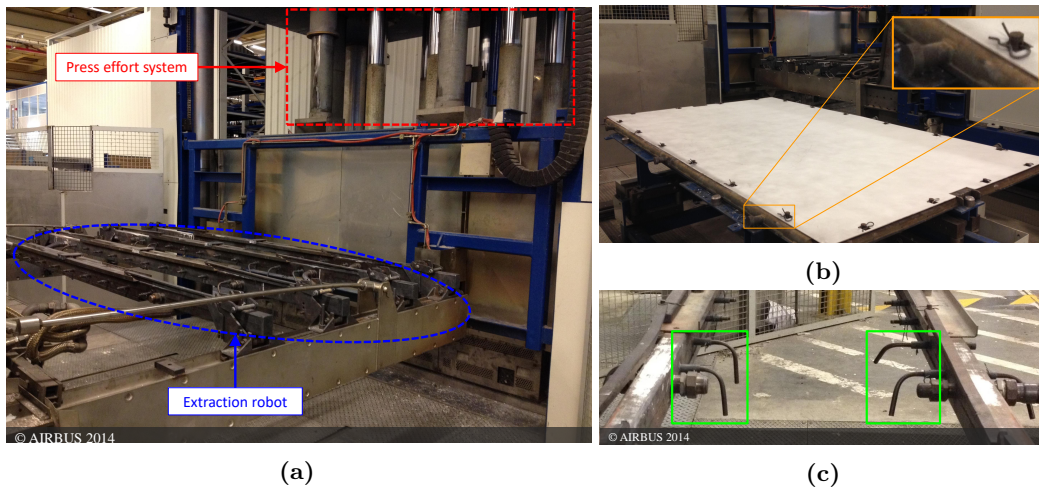 Press effort system
Extraction robot
© AIRBUS 2014
(a)
(b)
© AIRBUS 2014
(c)